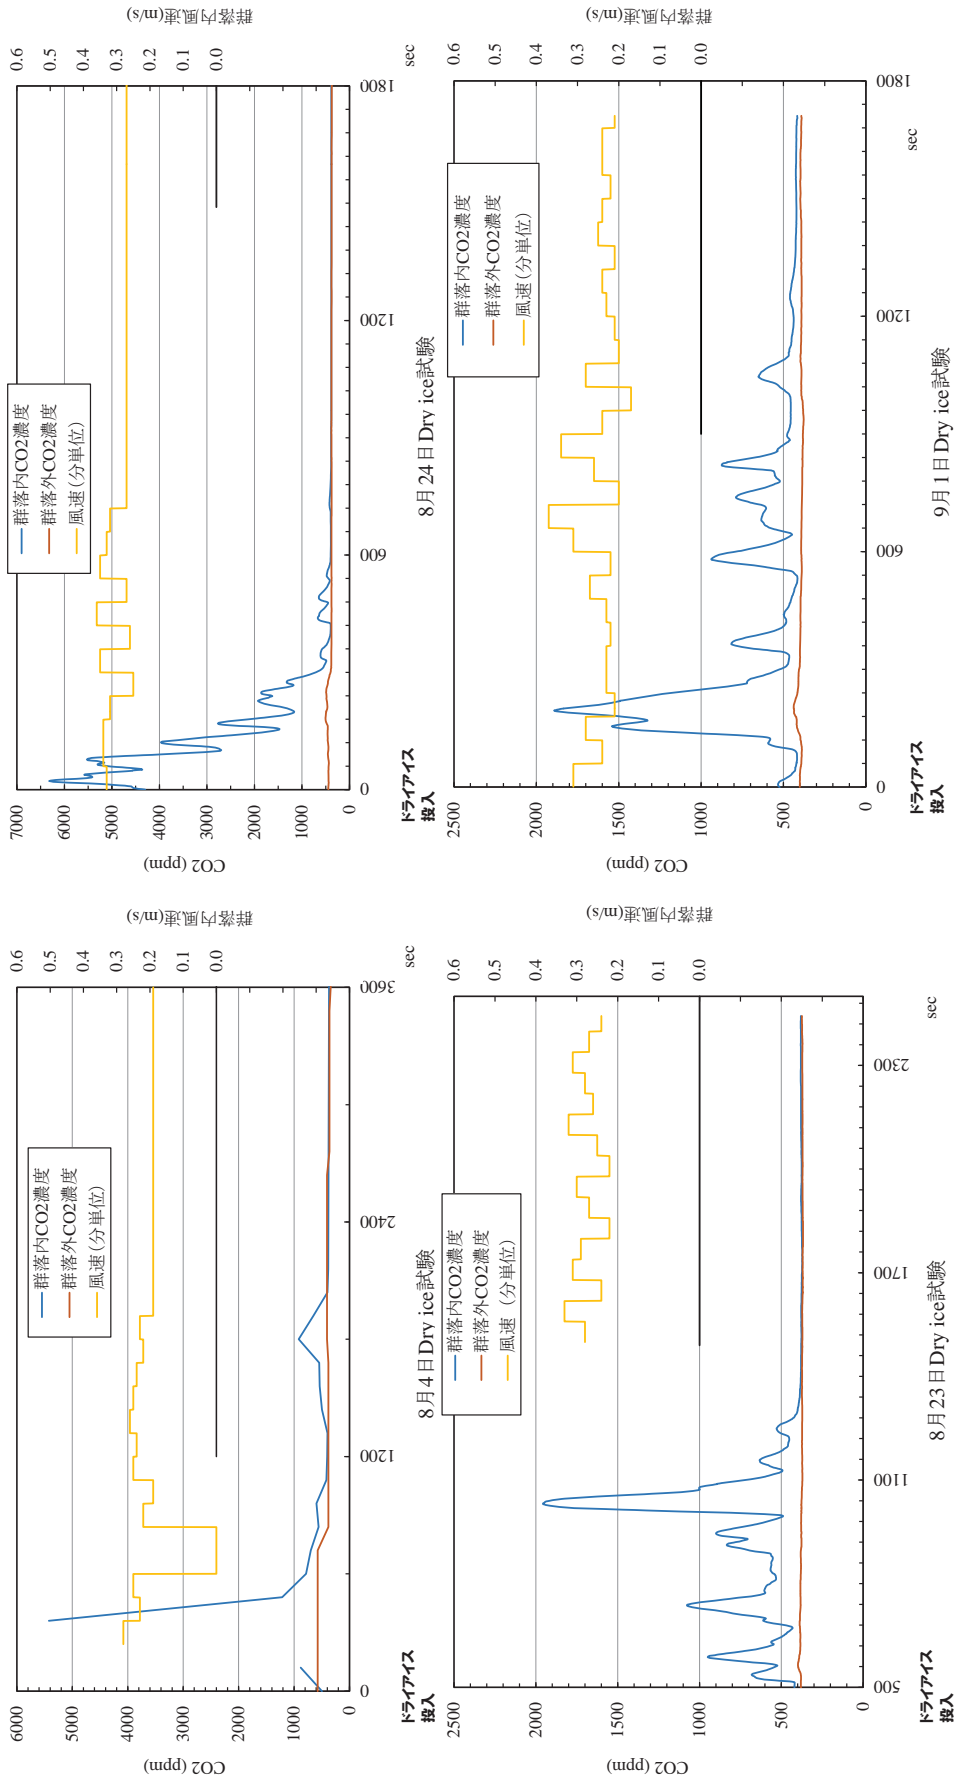 6000
5000
4000
3000
2000
1000
0
CO2 (ppm)
0.6
0.5
0.4
0.3
0.2
0.1
0.0
群落内風速(m/s)
群落内CO2濃度
群落外CO2濃度
風速(分単位)
0
1200
2400
3600
sec
ドライアイス
投入
8月4日Dry ice試験
7000
6000
5000
4000
3000
2000
1000
0
CO2 (ppm)
0.6
0.5
0.4
0.3
0.2
0.1
0.0
群落内風速(m/s)
群落内CO2濃度
群落外CO2濃度
風速(分単位)
0
600
1200
1800
sec
ドライアイス
投入
8月24日Dry ice試験
2500
2000
1500
1000
500
0
CO2 (ppm)
0.6
0.5
0.4
0.3
0.2
0.1
0.0
群落内風速(m/s)
群落内CO2濃度
群落外CO2濃度
風速 (分単位)
500
1100
1700
2300
sec
ドライアイス
投入
8月23日Dry ice試験
2500
2000
1500
1000
500
0
CO2 (ppm)
0.6
0.5
0.4
0.3
0.2
0.1
0.0
群落内風速(m/s)
群落内CO2濃度
群落外CO2濃度
風速(分単位)
0
600
1200
1800
sec
ドライアイス
投入
9月1日Dry ice試験